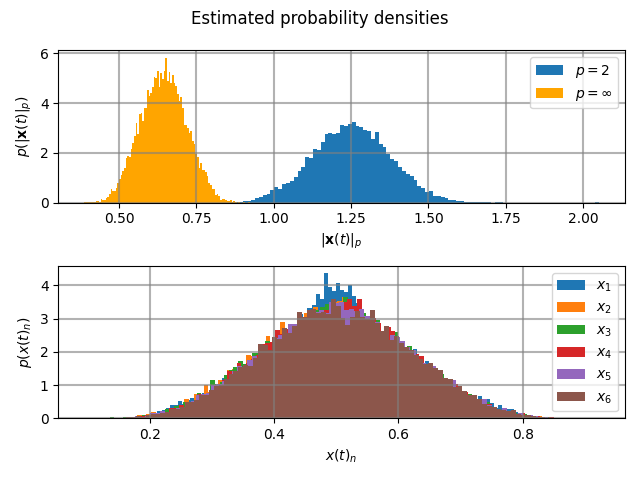 Estimated probability densities
p(|x(t)|ₚ)
6
4
2
0
p = 2
p = ∞
0.50 0.75 1.00 1.25 1.50 1.75 2.00
|x(t)|ₚ
p(x(t)ₙ)
4
3
2
1
0
x₁
x₂
x₃
x₄
x₅
x₆
0.2 0.4 0.6 0.8
x(t)ₙ